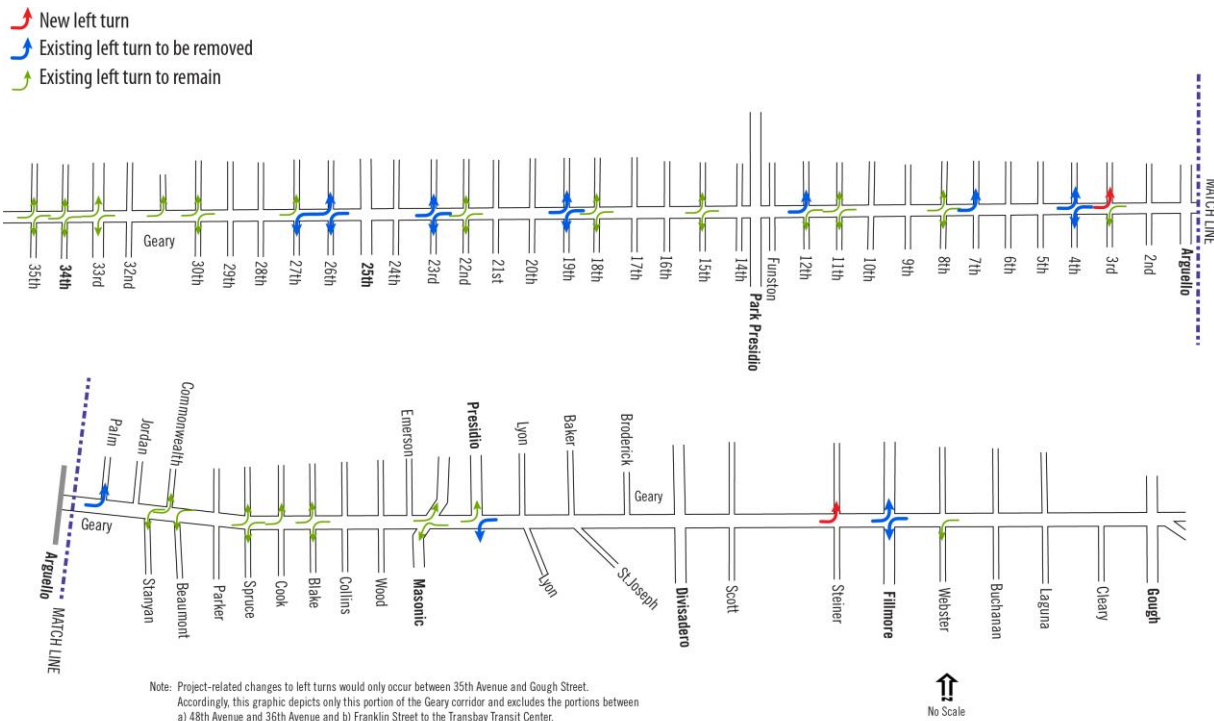 New left turn
Existing left turn to be removed
Existing left turn to remain
MATCH LINE
Geary
35th
34th
33rd
32nd
30th
29th
28th
27th
26th
25th
24th
23rd
22nd
21st
20th
19th
18th
17th
16th
15th
14th
Park Presidio
Funston
12th
11th
10th
9th
8th
7th
6th
5th
4th
3rd
2nd
Arguello
Palm
Jordan
Commonwealth
Emerson
Presidio
Lyon
Baker
Broderick
Geary
Geary
Arguello
MATCH LINE
Stanyan
Beaumont
Parker
Spruce
Cook
Blake
Collins
Wood
Masonic
Lyon
St.Joseph
Divisadero
Scott
Steiner
Fillmore
Webster
Buchanan
Laguna
Cleary
Gough
Note: Project-related changes to left turns would only occur between 35th Avenue and Gough Street.
Accordingly, this graphic depicts only this portion of the Geary corridor and excludes the portions between
a) 48th Avenue and 36th Avenue and b) Franklin Street to the Transbay Transit Center.
No Scale